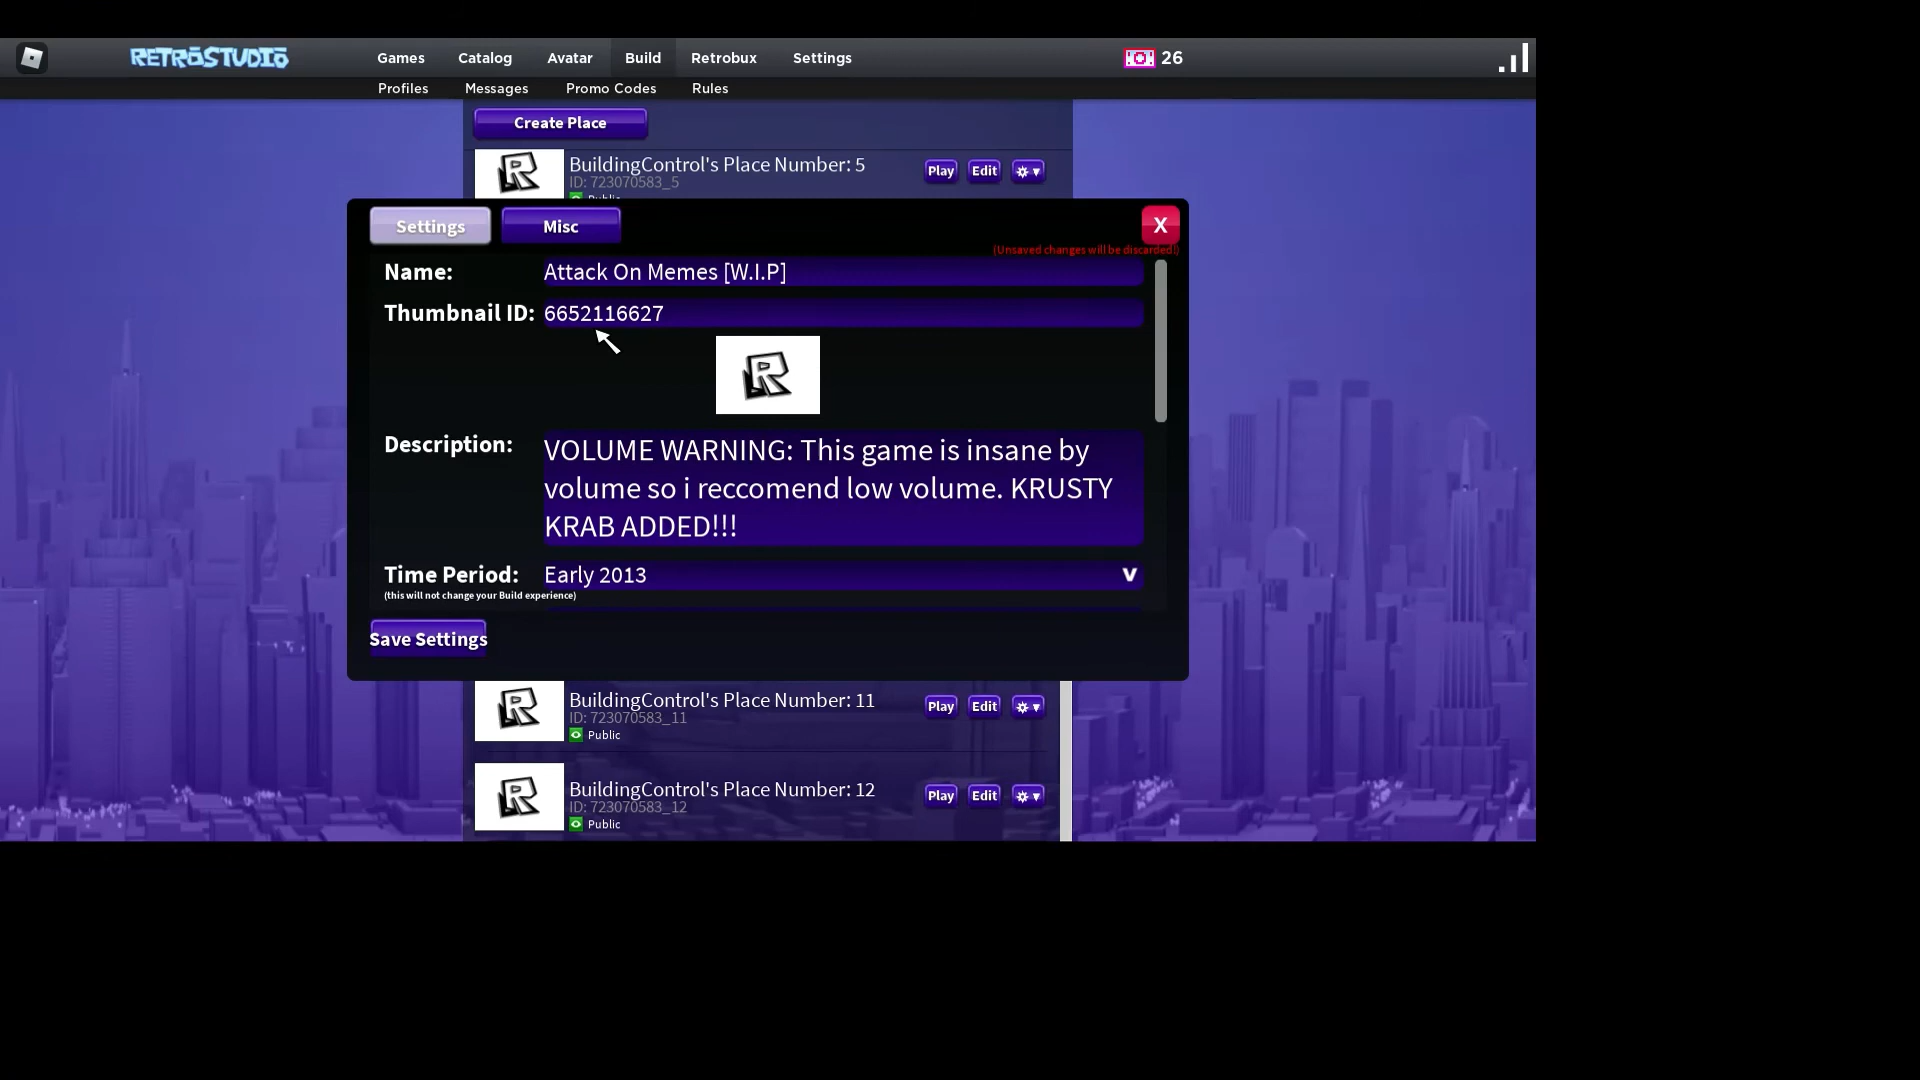 RETROSTUDIO
Games Catalog Avatar Build Retrobux Settings 26
Profiles Messages Promo Codes Rules
Create Place
BuildingControl's Place Number: 5
ID: 723070583_5
Public
Play Edit
Settings Misc X
(Unsaved changes will be discarded!)
Name: Attack On Memes [W.I.P]
Thumbnail ID: 6652116627
R
Description: VOLUME WARNING: This game is insane by
volume so i reccomend low volume. KRUSTY
KRAB ADDED!!!
Time Period: Early 2013 V
(this will not change your Build experience)
Save Settings
R
BuildingControl's Place Number: 11
ID: 723070583_11
Public
Play Edit
R
BuildingControl's Place Number: 12
ID: 723070583_12
Public
Play Edit